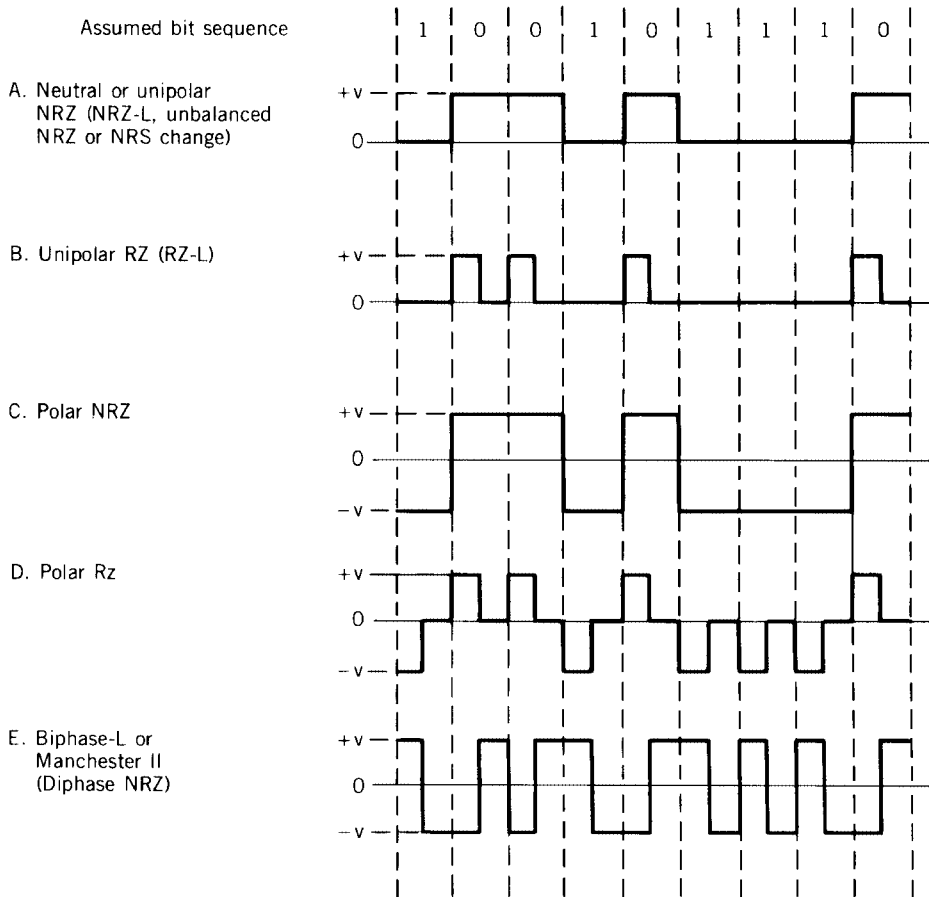 Assumed bit sequence 1 0 0 1 0 1 1 1 0
A. Neutral or unipolar
NRZ (NRZ-L, unbalanced
NRZ or NRS change)
+v
0
B. Unipolar RZ (RZ-L)
+v
0
C. Polar NRZ
+v
0
−v
D. Polar Rz
+v
0
−v
E. Biphase-L or
Manchester II
(Diphase NRZ)
+v
0
−v